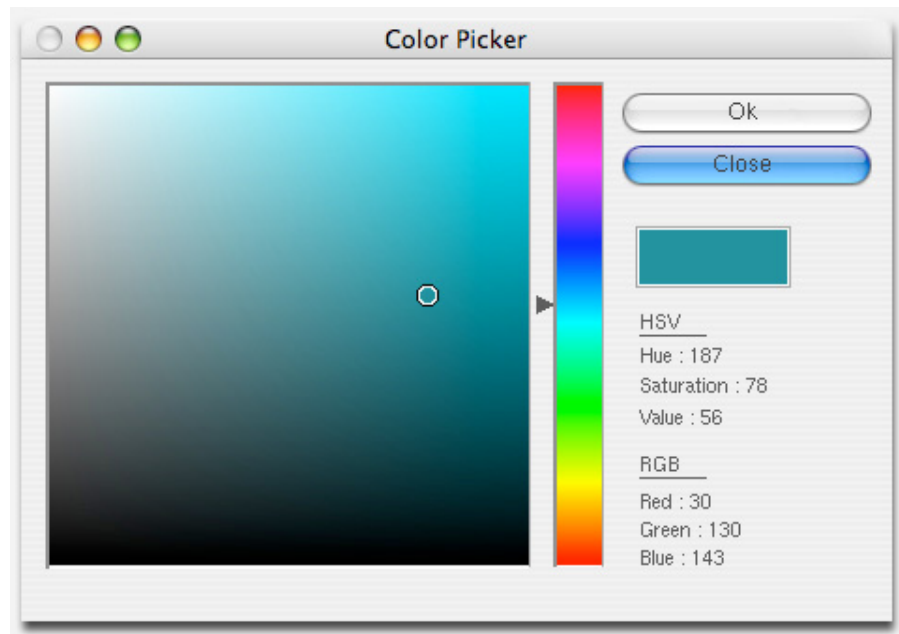 Color Picker
Ok
Close
HSV
Hue : 187
Saturation : 78
Value : 56
RGB
Red : 30
Green : 130
Blue : 143